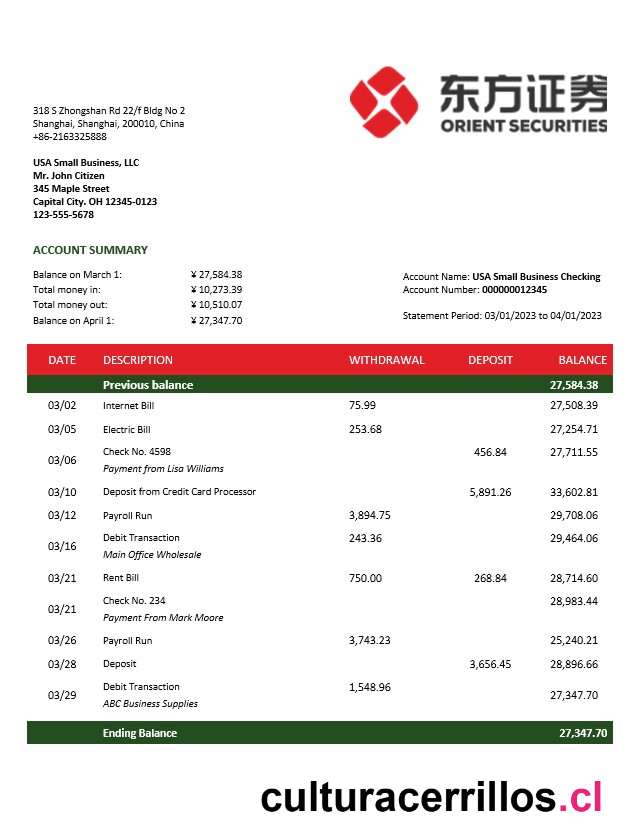 东方证券
ORIENT SECURITIES
318 S Zhongshan Rd 22/f Bldg No 2
Shanghai, Shanghai, 200010, China
+86-2163325888
USA Small Business, LLC
Mr. John Citizen
345 Maple Street
Capital City. OH 12345-0123
123-555-5678
ACCOUNT SUMMARY
Balance on March 1: ¥ 27,584.38
Total money in: ¥ 10,273.39
Total money out: ¥ 10,510.07
Balance on April 1: ¥ 27,347.70
Account Name: USA Small Business Checking
Account Number: 000000012345
Statement Period: 03/01/2023 to 04/01/2023
DATE DESCRIPTION WITHDRAWAL DEPOSIT BALANCE
Previous balance 27,584.38
03/02 Internet Bill 75.99 27,508.39
03/05 Electric Bill 253.68 27,254.71
03/06 Check No. 4598 456.84 27,711.55
Payment from Lisa Williams
03/10 Deposit from Credit Card Processor 5,891.26 33,602.81
03/12 Payroll Run 3,894.75 29,708.06
03/16 Debit Transaction 243.36 29,464.06
Main Office Wholesale
03/21 Rent Bill 750.00 268.84 28,714.60
03/21 Check No. 234 28,983.44
Payment From Mark Moore
03/26 Payroll Run 3,743.23 25,240.21
03/28 Deposit 3,656.45 28,896.66
03/29 Debit Transaction 1,548.96 27,347.70
ABC Business Supplies
Ending Balance 27,347.70
culturacerrillos.cl